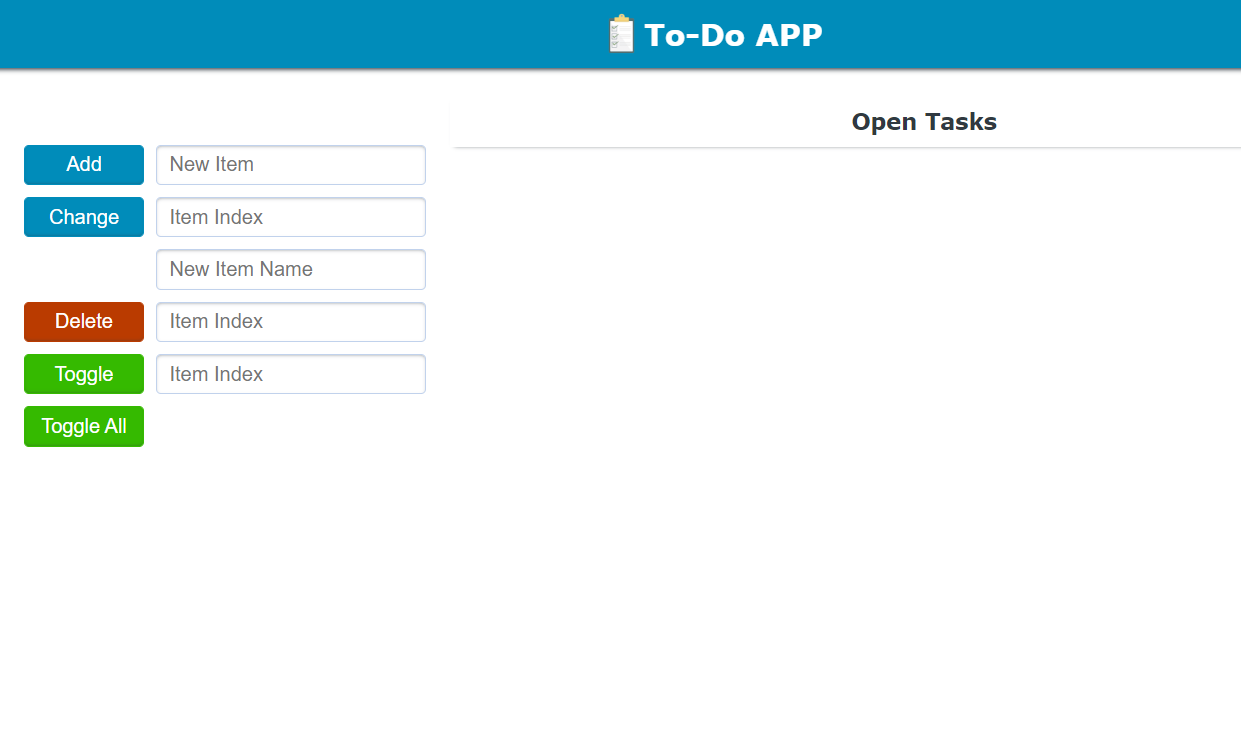 To-Do APP
Open Tasks
Add New Item
Change Item Index
New Item Name
Delete Item Index
Toggle Item Index
Toggle All